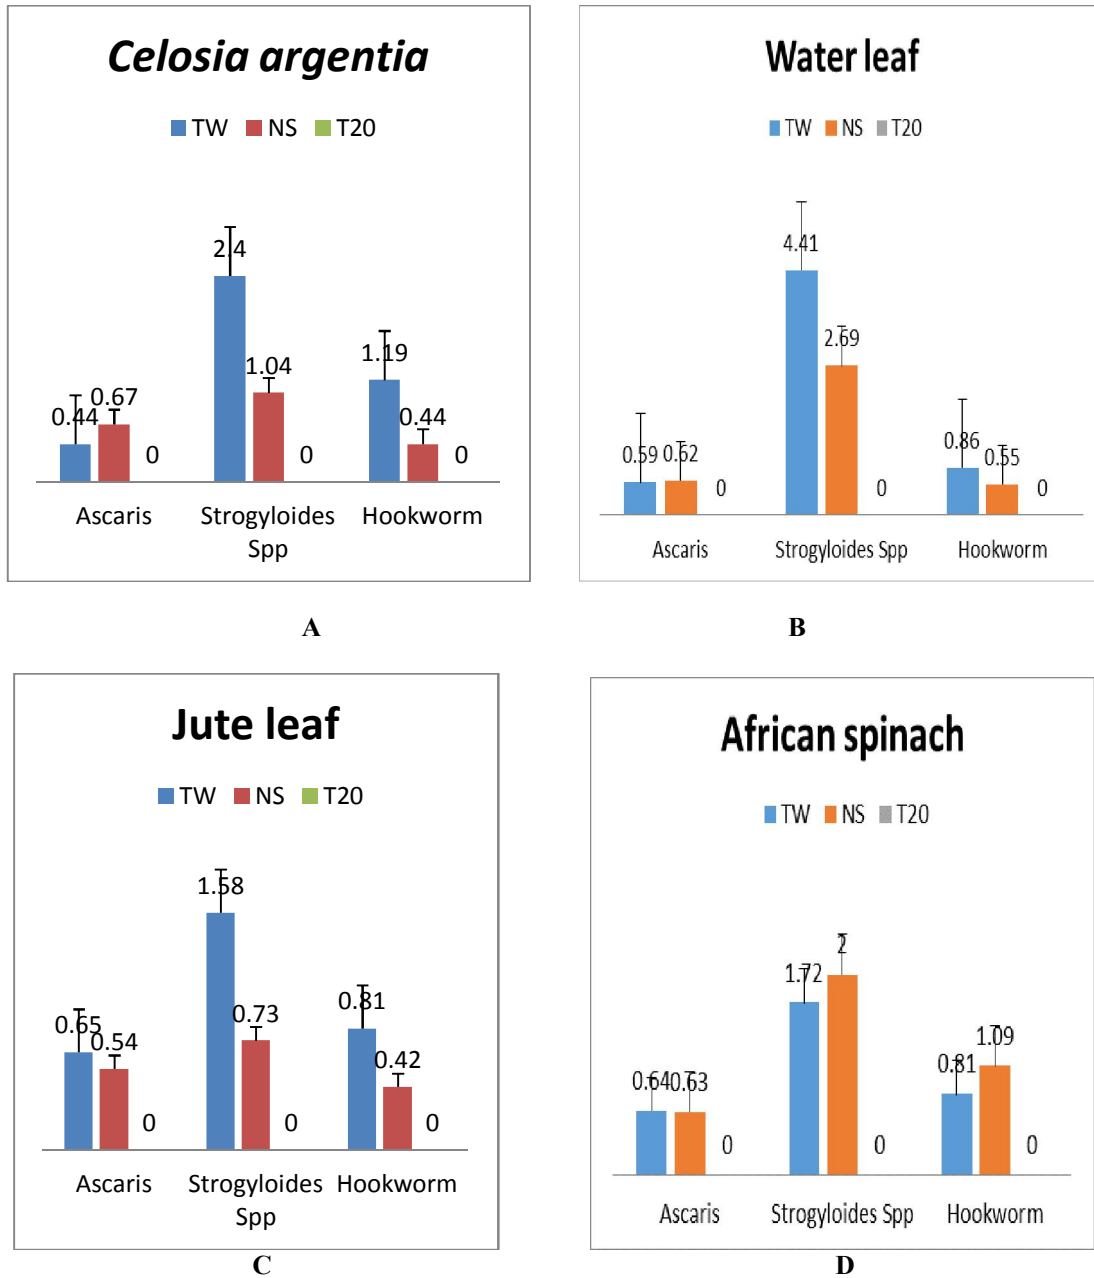 Celosia argentia
TW NS T20
2.4
1.19
1.04
0.67
0.44
0.44
0
0
0
Ascaris Strogyloides Spp Hookworm
A
Water leaf
TW NS T20
4.41
2.69
0.59 0.62
0.86
0.55
0
0
0
Ascaris Strogyloides Spp Hookworm
B
Jute leaf
TW NS T20
1.58
0.81
0.73
0.65
0.54
0.42
0
0
0
Ascaris Strogyloides Spp Hookworm
C
African spinach
TW NS T20
2
1.72
1.09
0.81
0.64 0.63
0
0
0
Ascaris Strogyloides Spp Hookworm
D